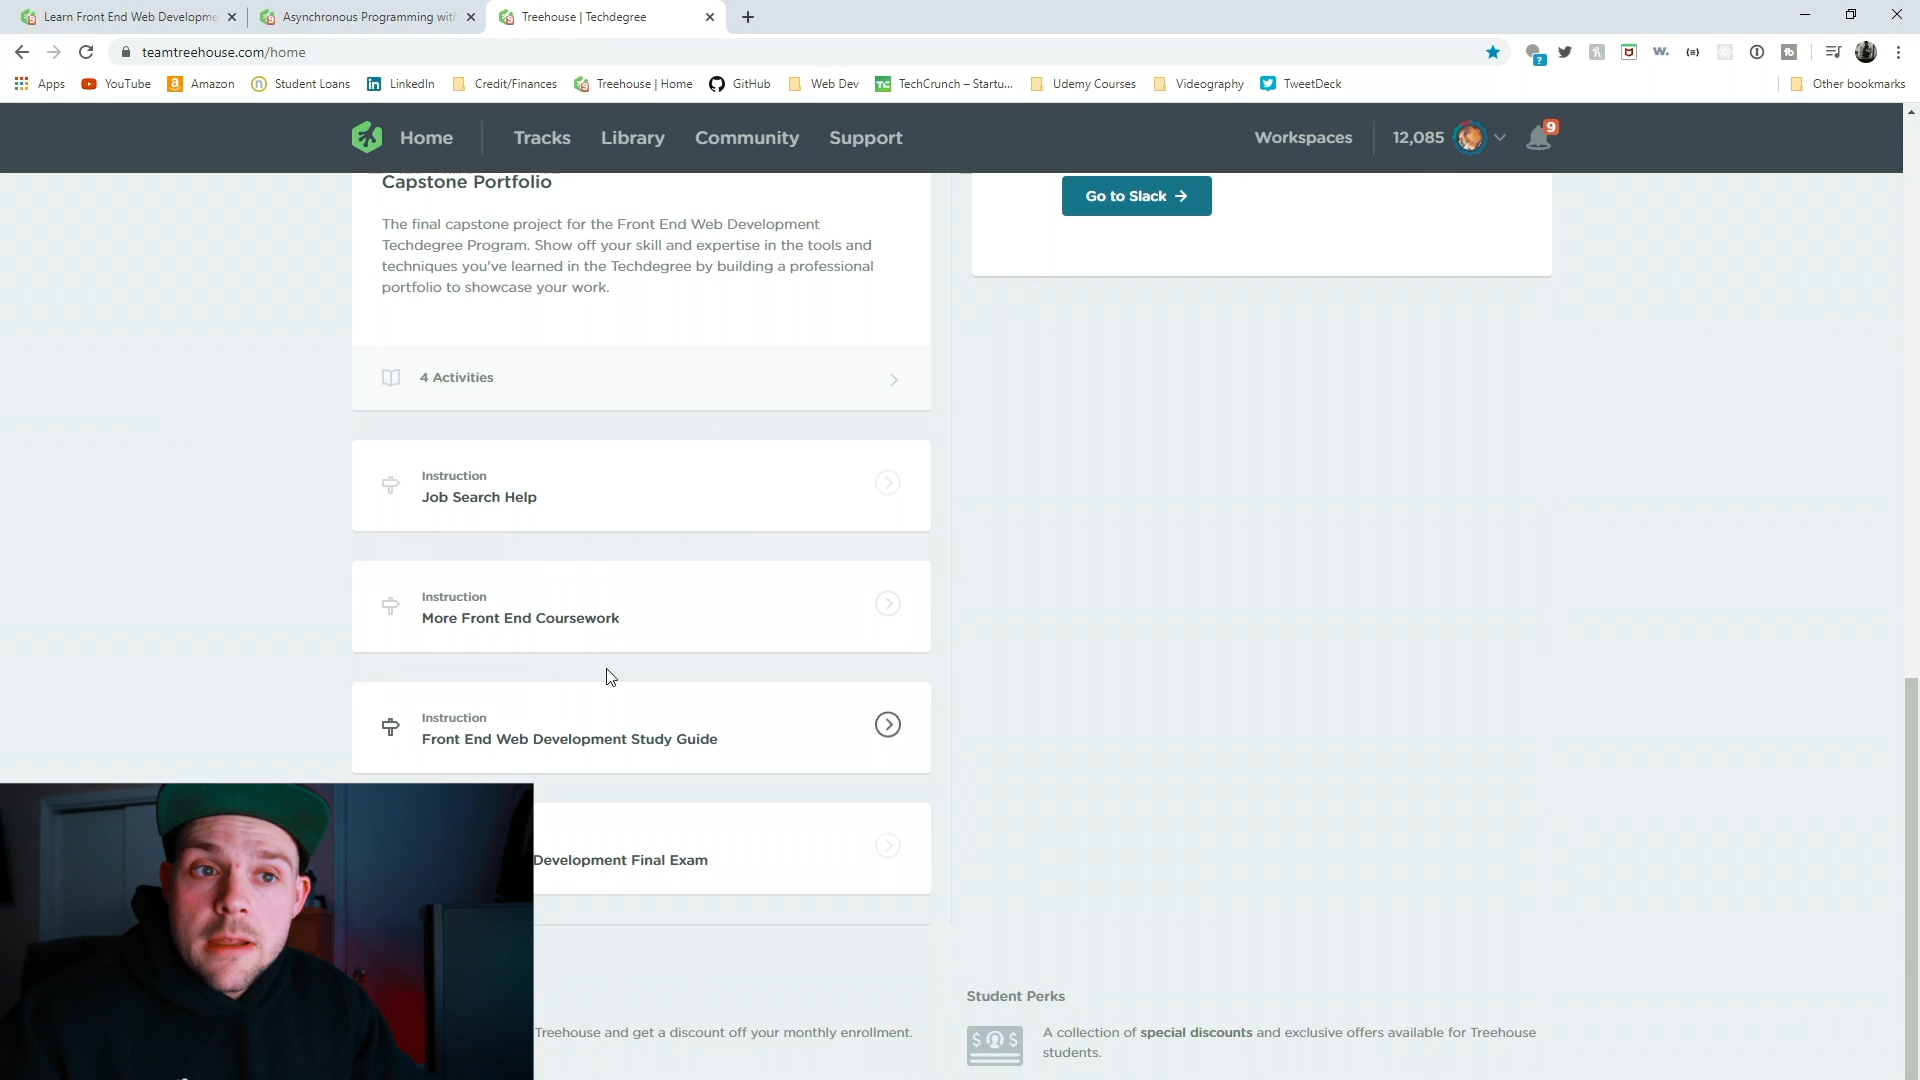 Learn Front End Web Developme
Asynchronous Programming with
Treehouse | Techdegree
teamtreehouse.com/home
Apps
YouTube
Amazon
Student Loans
LinkedIn
Credit/Finances
Treehouse | Home
GitHub
Web Dev
TechCrunch – Startu...
Udemy Courses
Videography
TweetDeck
Other bookmarks
Home
Tracks
Library
Community
Support
Workspaces
12,085
9
Capstone Portfolio
The final capstone project for the Front End Web Development
Techdegree Program. Show off your skill and expertise in the tools and
techniques you've learned in the Techdegree by building a professional
portfolio to showcase your work.
4 Activities
Go to Slack →
Instruction
Job Search Help
Instruction
More Front End Coursework
Instruction
Front End Web Development Study Guide
Development Final Exam
Treehouse and get a discount off your monthly enrollment.
Student Perks
A collection of special discounts and exclusive offers available for Treehouse
students.